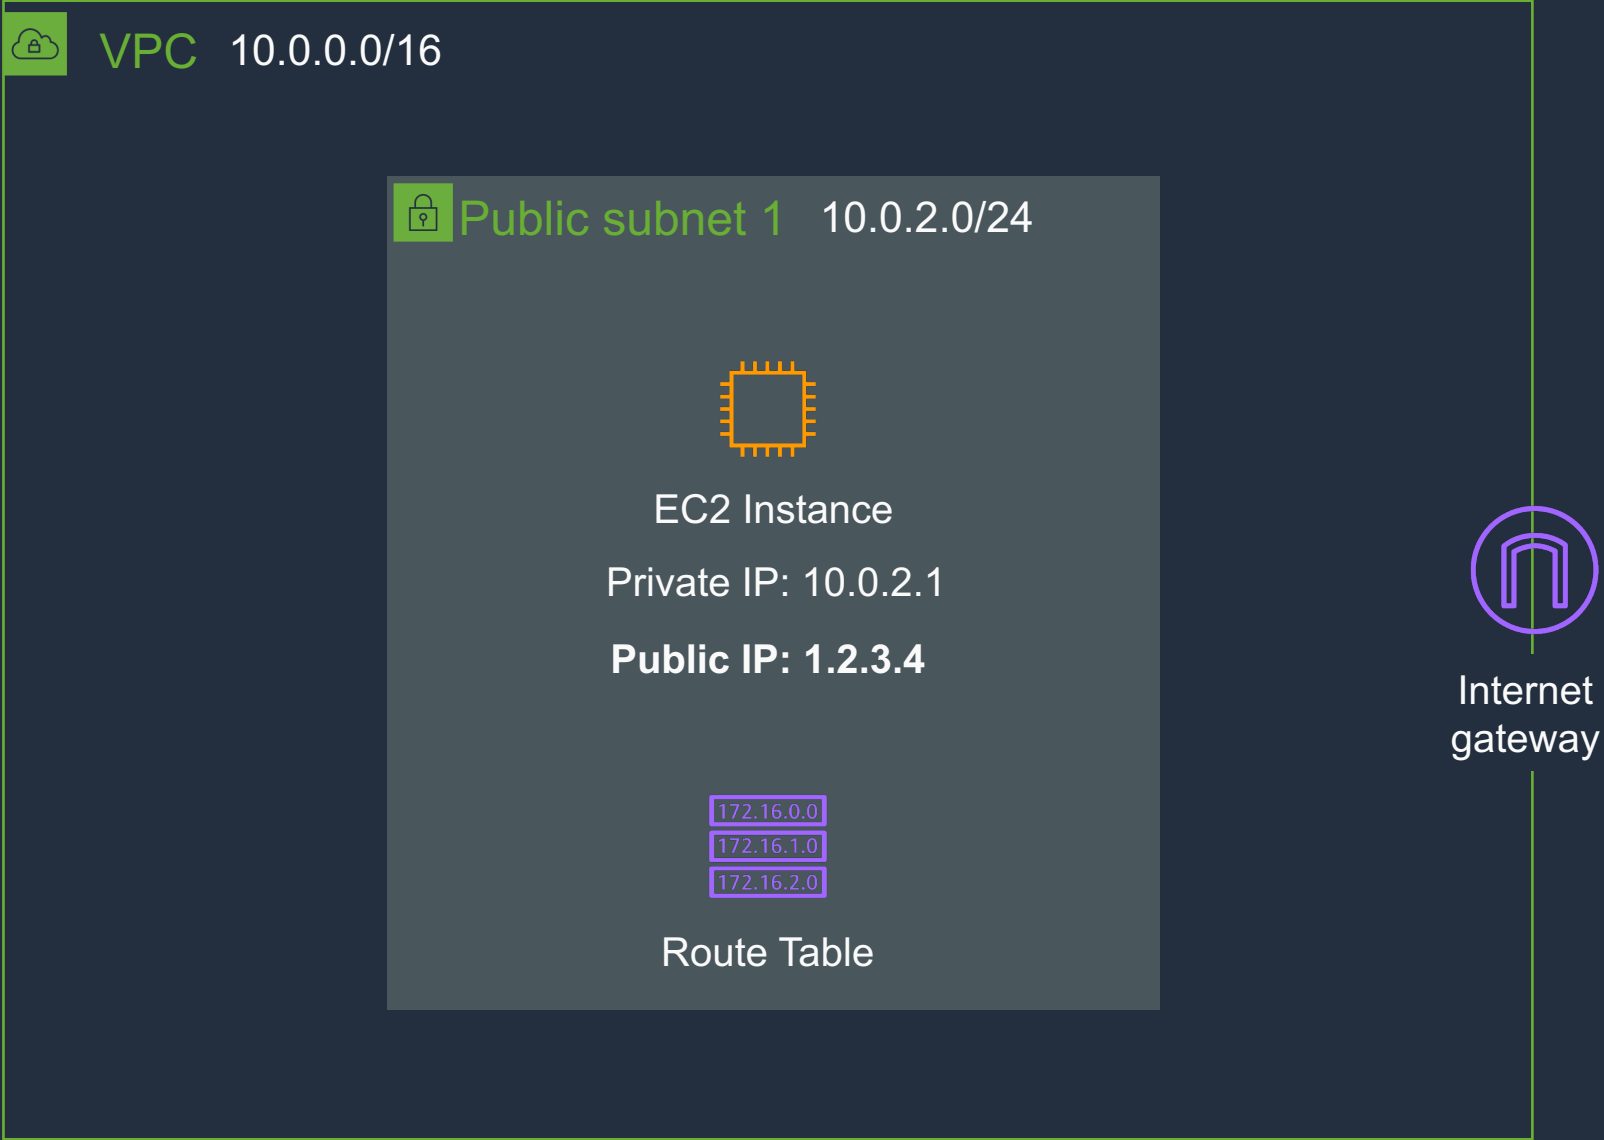 VPC 10.0.0.0/16
Public subnet 1 10.0.2.0/24
EC2 Instance
Private IP: 10.0.2.1
Public IP: 1.2.3.4
172.16.0.0
172.16.1.0
172.16.2.0
Route Table
Internet
gateway